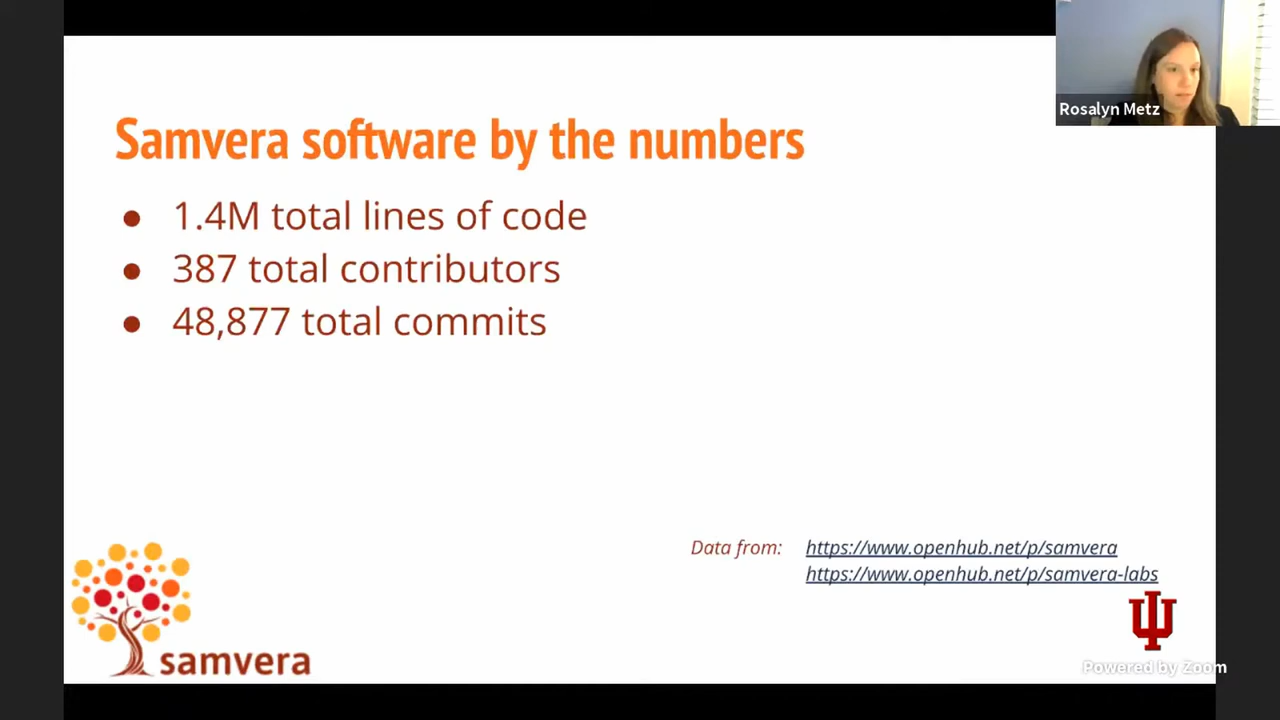 Rosalyn Metz
Samvera software by the numbers
● 1.4M total lines of code
● 387 total contributors
● 48,877 total commits
Data from: https://www.openhub.net/p/samvera
https://www.openhub.net/p/samvera-labs
samvera
Powered by Zoom